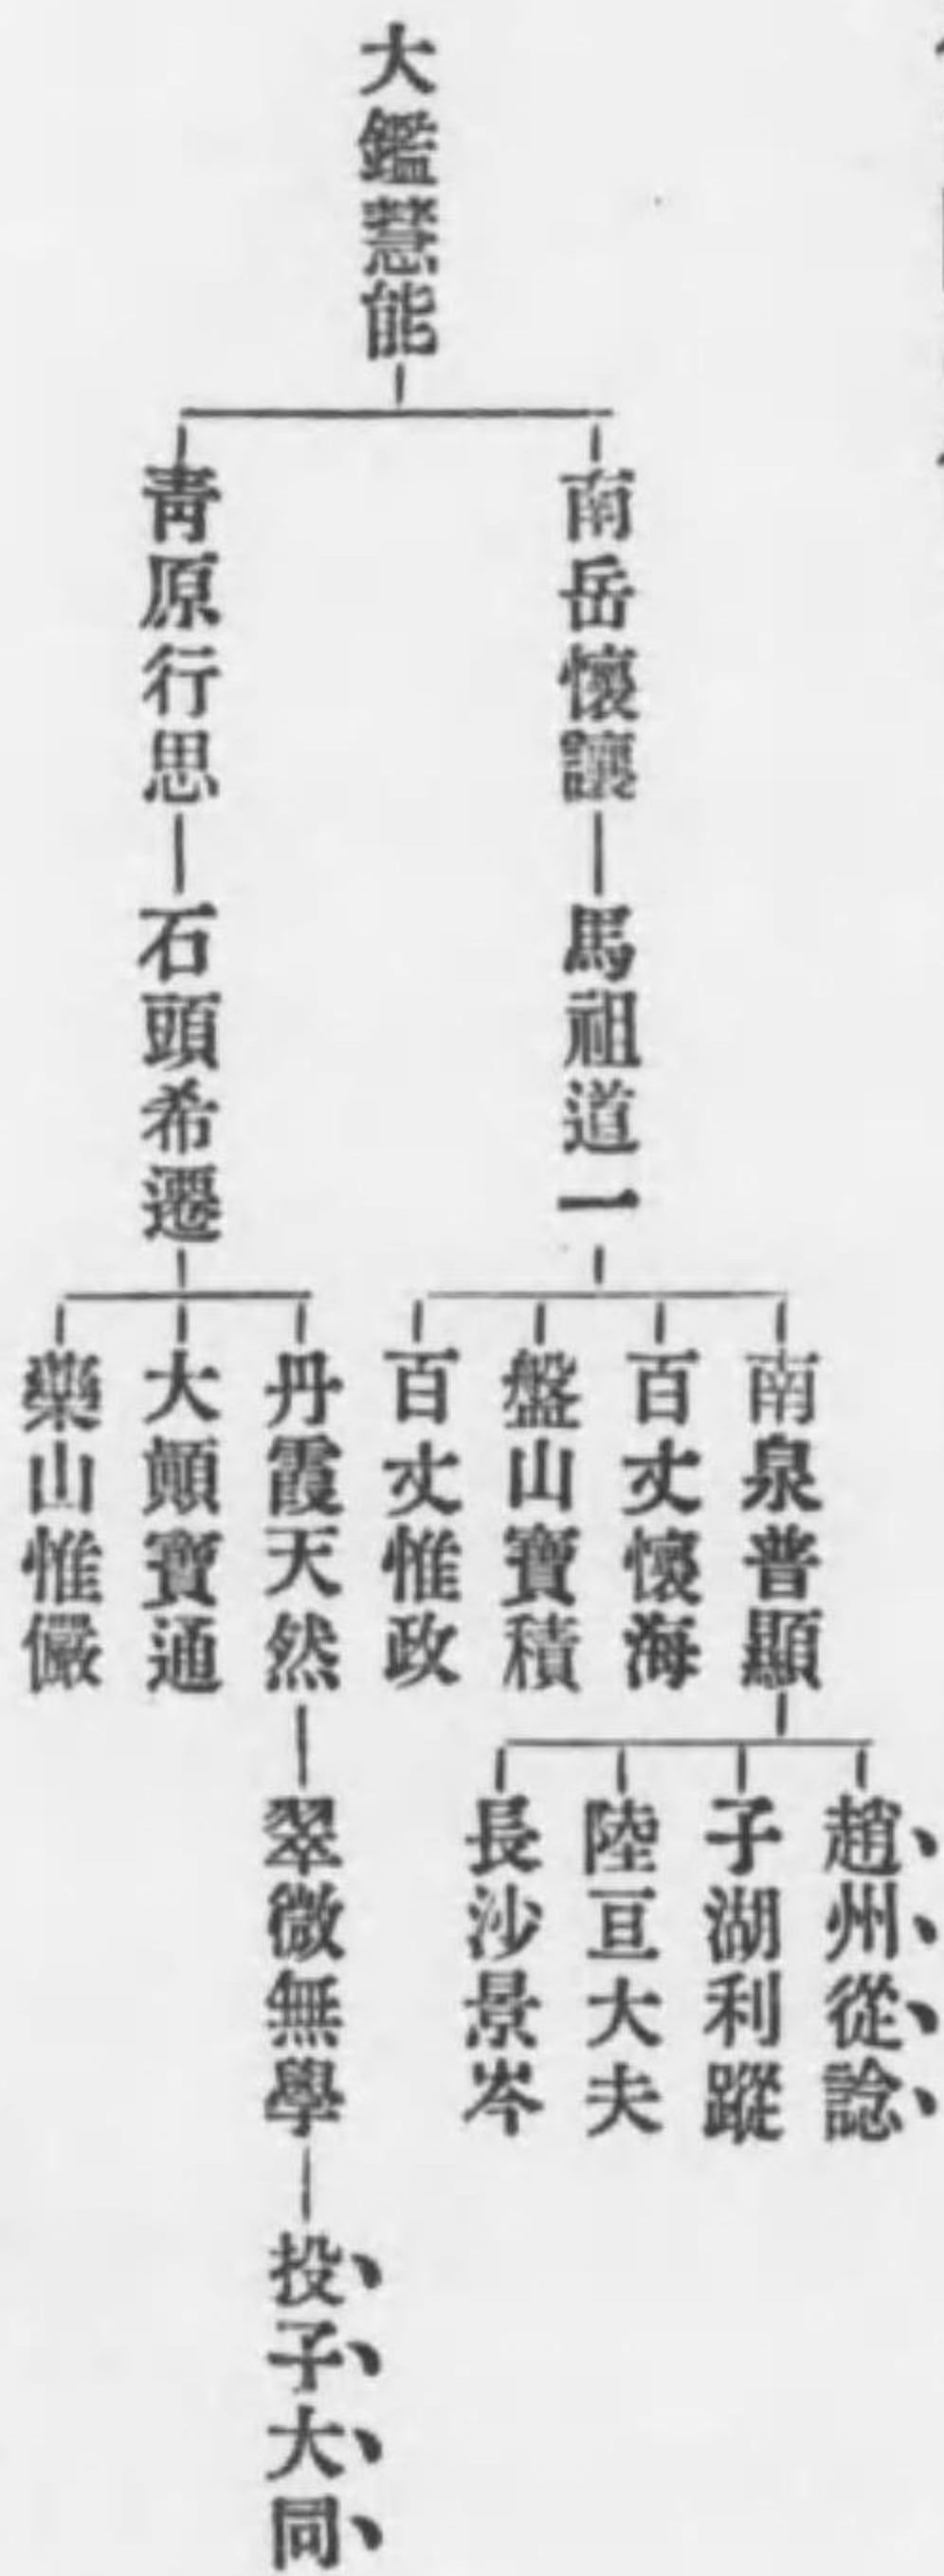 大鑑慧能
南岳懷讓
馬祖道一
南泉普顯
趙州從諗
子湖利蹤
陸亘大夫
長沙景岑
百丈懷海
盤山寶積
百丈惟政
靑原行思
石頭希遷
丹霞天然
翠微無學
投子大同
大顚寶通
藥山惟儼